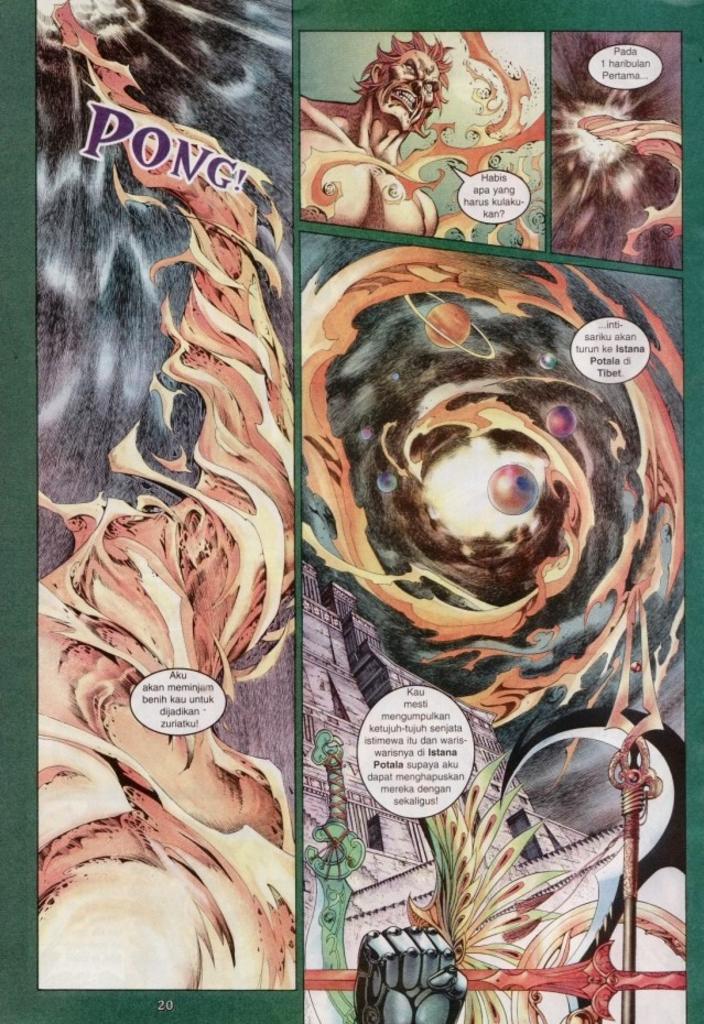 PONG!
Aku
akan meminjam
benih kau untuk
dijadikan
zuriatku!
Habis
apa yang
harus kulaku-
kan?
Pada
1 haribulan
Pertama...
...inti-
sariku akan
turun ke Istana
Potala di
Tibet.
Kau
mesti
mengumpulkan
ketujuh-tujuh senjata
istimewa itu dan waris-
warisnya di Istana
Potala supaya aku
dapat menghapuskan
mereka dengan
sekaligus!
20